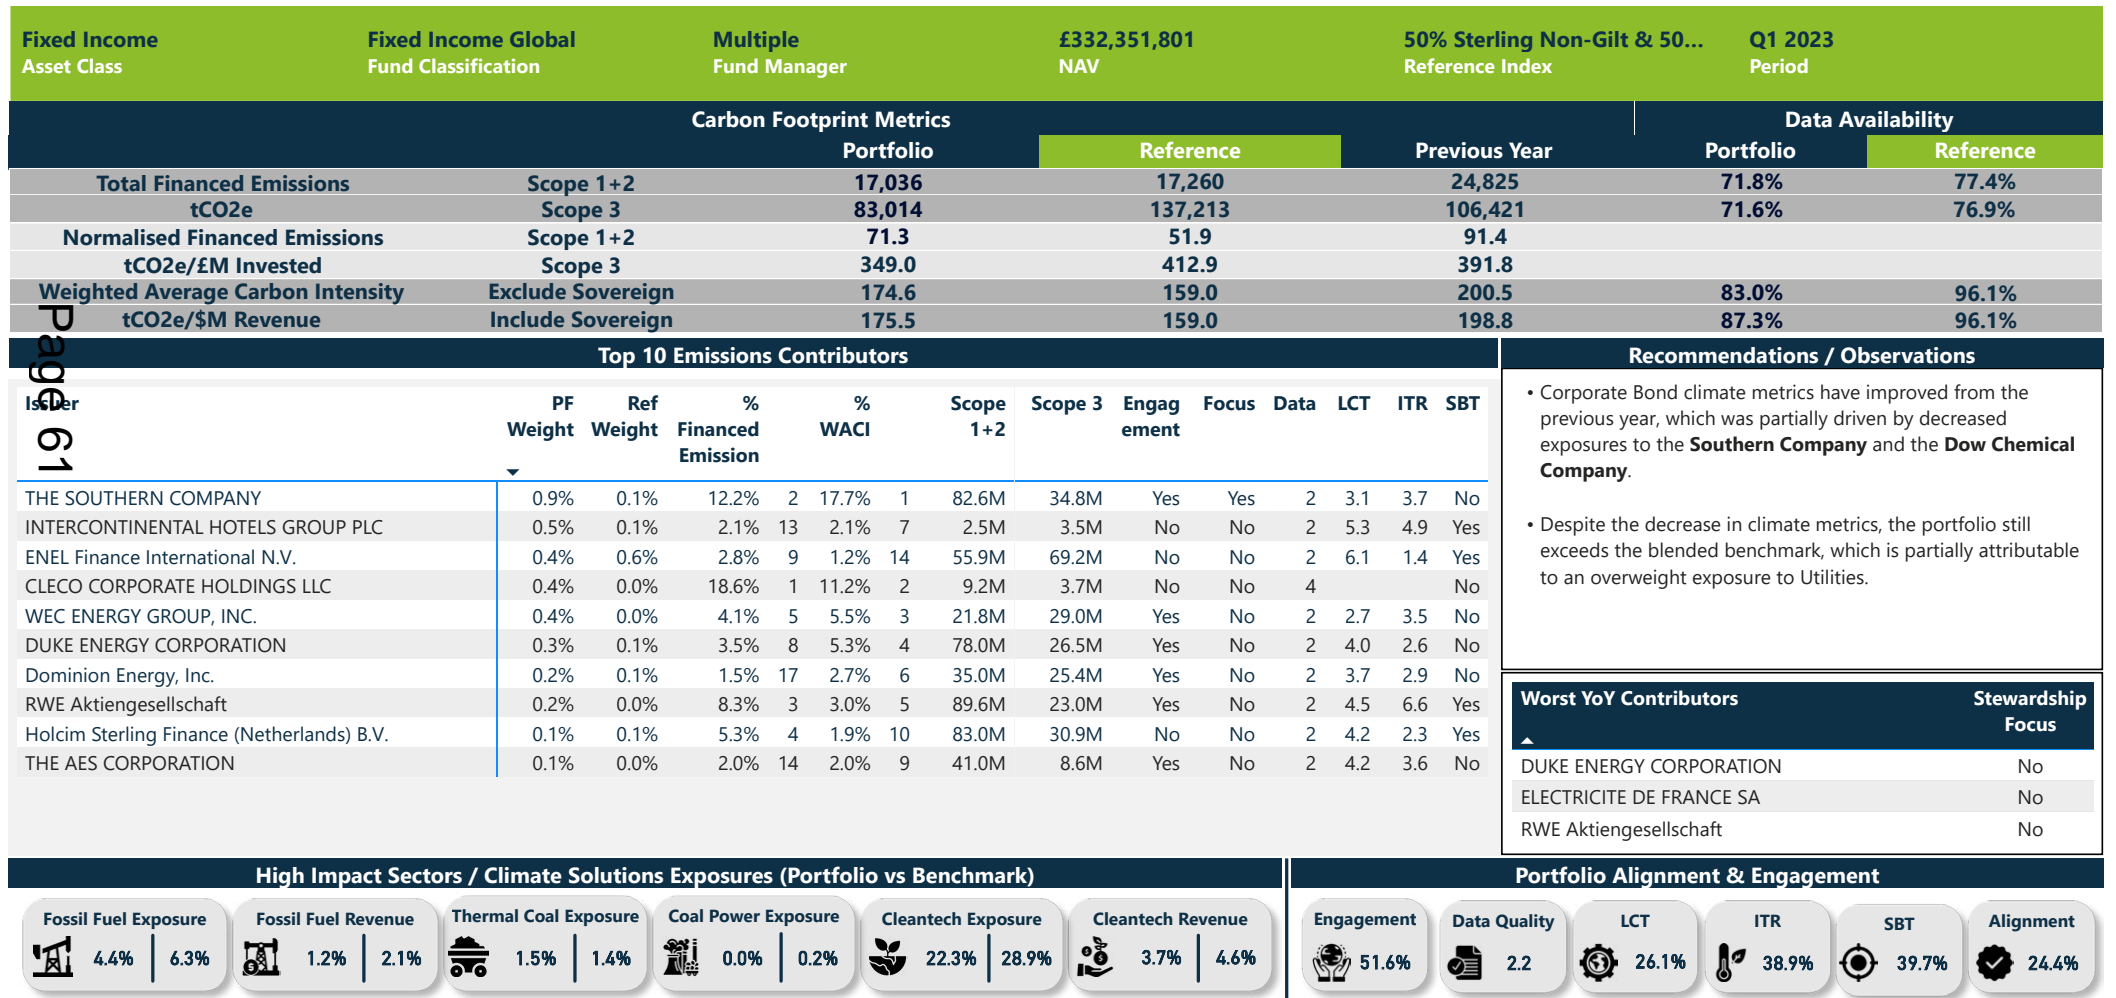 Fixed Income Fixed Income Global Multiple £332,351,801 50% Sterling Non-Gilt & 50... Q1 2023
Asset Class Fund Classification Fund Manager NAV Reference Index Period
Carbon Footprint Metrics Data Availability
Portfolio Reference Previous Year Portfolio Reference
Total Financed Emissions Scope 1+2 17,036 17,260 24,825 71.8% 77.4%
tCO2e Scope 3 83,014 137,213 106,421 71.6% 76.9%
Normalised Financed Emissions Scope 1+2 71.3 51.9 91.4
tCO2e/£M Invested Scope 3 349.0 412.9 391.8
Weighted Average Carbon Intensity Exclude Sovereign 174.6 159.0 200.5 83.0% 96.1%
tCO2e/$M Revenue Include Sovereign 175.5 159.0 198.8 87.3% 96.1%
Page 61
Top 10 Emissions Contributors
Issuer PF Ref % % Scope Scope 3 Engag Focus Data LCT ITR SBT
Weight Weight Financed WACI 1+2 ement
Emission
THE SOUTHERN COMPANY 0.9% 0.1% 12.2% 2 17.7% 1 82.6M 34.8M Yes Yes 2 3.1 3.7 No
INTERCONTINENTAL HOTELS GROUP PLC 0.5% 0.1% 2.1% 13 2.1% 7 2.5M 3.5M No No 2 5.3 4.9 Yes
ENEL Finance International N.V. 0.4% 0.6% 2.8% 9 1.2% 14 55.9M 69.2M No No 2 6.1 1.4 Yes
CLECO CORPORATE HOLDINGS LLC 0.4% 0.0% 18.6% 1 11.2% 2 9.2M 3.7M No No 4 No
WEC ENERGY GROUP, INC. 0.4% 0.0% 4.1% 5 5.5% 3 21.8M 29.0M Yes No 2 2.7 3.5 No
DUKE ENERGY CORPORATION 0.3% 0.1% 3.5% 8 5.3% 4 78.0M 26.5M Yes No 2 4.0 2.6 No
Dominion Energy, Inc. 0.2% 0.1% 1.5% 17 2.7% 6 35.0M 25.4M Yes No 2 3.7 2.9 No
RWE Aktiengesellschaft 0.2% 0.0% 8.3% 3 3.0% 5 89.6M 23.0M Yes No 2 4.5 6.6 Yes
Holcim Sterling Finance (Netherlands) B.V. 0.1% 0.1% 5.3% 4 1.9% 10 83.0M 30.9M No No 2 4.2 2.3 Yes
THE AES CORPORATION 0.1% 0.0% 2.0% 14 2.0% 9 41.0M 8.6M Yes No 2 4.2 3.6 No
Recommendations / Observations
• Corporate Bond climate metrics have improved from the
previous year, which was partially driven by decreased
exposures to the Southern Company and the Dow Chemical
Company.
• Despite the decrease in climate metrics, the portfolio still
exceeds the blended benchmark, which is partially attributable
to an overweight exposure to Utilities.
Worst YoY Contributors Stewardship
Focus
DUKE ENERGY CORPORATION No
ELECTRICITE DE FRANCE SA No
RWE Aktiengesellschaft No
High Impact Sectors / Climate Solutions Exposures (Portfolio vs Benchmark)
Fossil Fuel Exposure Fossil Fuel Revenue Thermal Coal Exposure Coal Power Exposure Cleantech Exposure Cleantech Revenue
4.4% 6.3% 1.2% 2.1% 1.5% 1.4% 0.0% 0.2% 22.3% 28.9% 3.7% 4.6%
Portfolio Alignment & Engagement
Engagement Data Quality LCT ITR SBT Alignment
51.6% 2.2 26.1% 38.9% 39.7% 24.4%